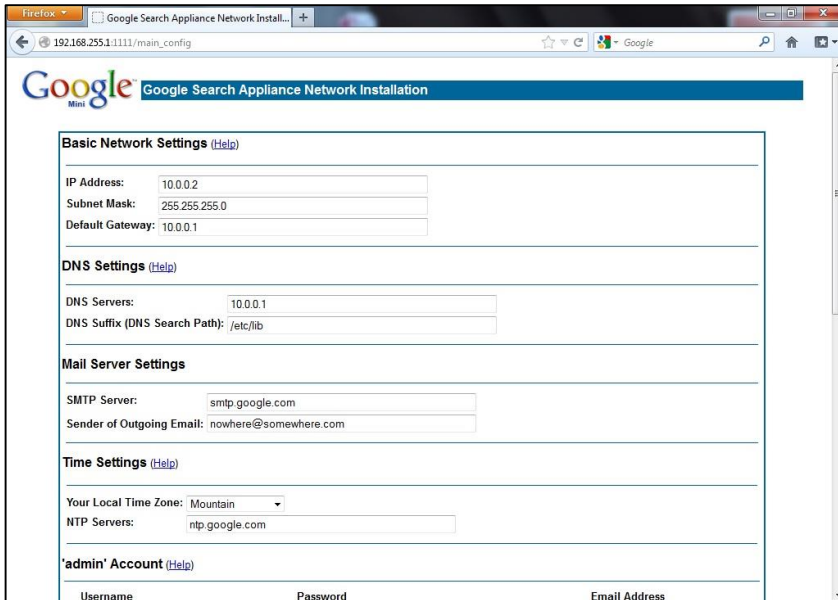 Firefox
Google Search Appliance Network Install...
192.168.255.1:1111/main_config
Google
Google
Mini
Google Search Appliance Network Installation
Basic Network Settings (Help)
IP Address: 10.0.0.2
Subnet Mask: 255.255.255.0
Default Gateway: 10.0.0.1
DNS Settings (Help)
DNS Servers: 10.0.0.1
DNS Suffix (DNS Search Path): /etc/lib
Mail Server Settings
SMTP Server: smtp.google.com
Sender of Outgoing Email: nowhere@somewhere.com
Time Settings (Help)
Your Local Time Zone: Mountain
NTP Servers: ntp.google.com
'admin' Account (Help)
Username Password Email Address